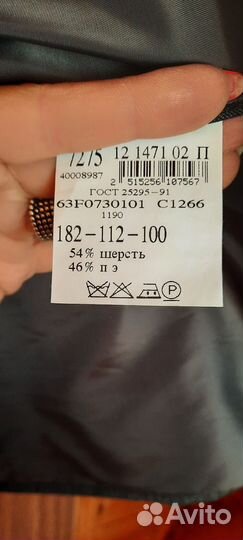 7275 12 1471 02 П
40008987
2 515256 107567
ГОСТ 25295-91
63F0730101 C1266
1190
182-112-100
54% шерсть
46% п э
P
Avito